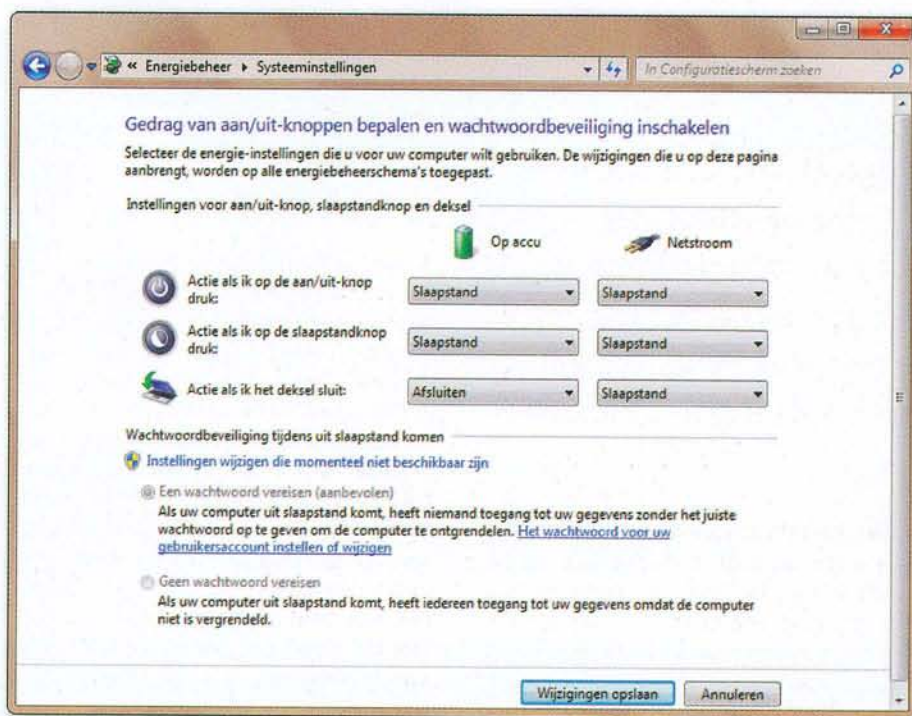 « Energiebeheer ▸ Systeeminstellingen
In Configuratiescherm zoeken
Gedrag van aan/uit-knoppen bepalen en wachtwoordbeveiliging inschakelen
Selecteer de energie-instellingen die u voor uw computer wilt gebruiken. De wijzigingen die u op deze pagina
aanbrengt, worden op alle energiebeheerschema's toegepast.
Instellingen voor aan/uit-knop, slaapstandknop en deksel
Op accu
Netstroom
Actie als ik op de aan/uit-knop
druk:
Slaapstand
Slaapstand
Actie als ik op de slaapstandknop
druk:
Slaapstand
Slaapstand
Actie als ik het deksel sluit:
Afsluiten
Slaapstand
Wachtwoordbeveiliging tijdens uit slaapstand komen
Instellingen wijzigen die momenteel niet beschikbaar zijn
Een wachtwoord vereisen (aanbevolen)
Als uw computer uit slaapstand komt, heeft niemand toegang tot uw gegevens zonder het juiste
wachtwoord op te geven om de computer te ontgrendelen. Het wachtwoord voor uw
gebruikersaccount instellen of wijzigen
Geen wachtwoord vereisen
Als uw computer uit slaapstand komt, heeft iedereen toegang tot uw gegevens omdat de computer
niet is vergrendeld.
Wijzigingen opslaan
Annuleren